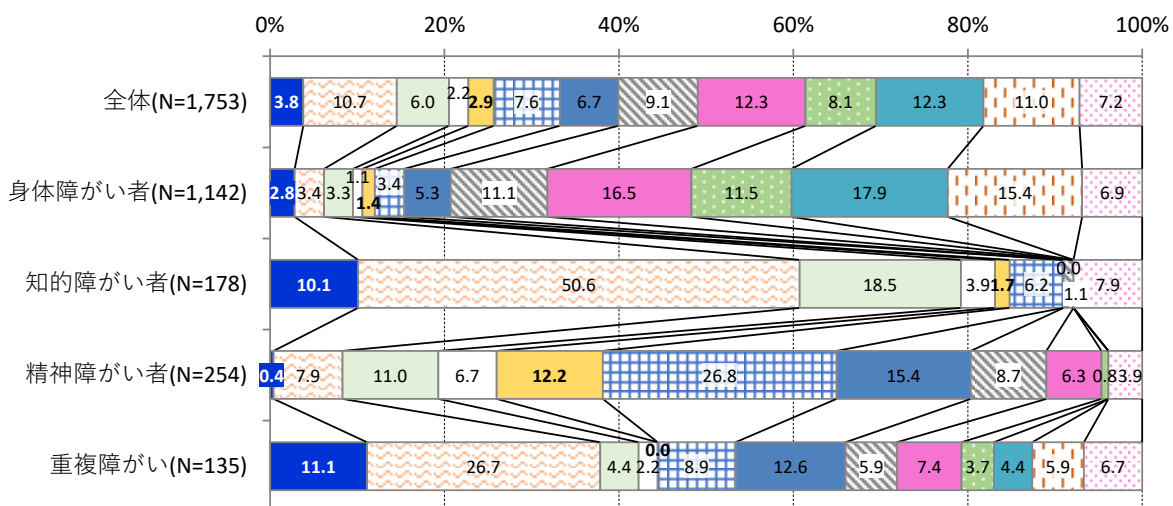 0% 20% 40% 60% 80% 100%
全体(N=1,753) 3.8 10.7 6.0 2.2 2.9 7.6 6.7 9.1 12.3 8.1 12.3 11.0 7.2
身体障がい者(N=1,142) 2.8 3.4 3.3 1.1 1.4 3.4 5.3 11.1 16.5 11.5 17.9 15.4 6.9
知的障がい者(N=178) 10.1 50.6 18.5 3.9 1.7 6.2 0.0 1.1 7.9
精神障がい者(N=254) 0.4 7.9 11.0 6.7 12.2 26.8 15.4 8.7 6.3 0.8 3.9
重複障がい(N=135) 11.1 26.7 4.4 2.2 0.0 8.9 12.6 5.9 7.4 3.7 4.4 5.9 6.7